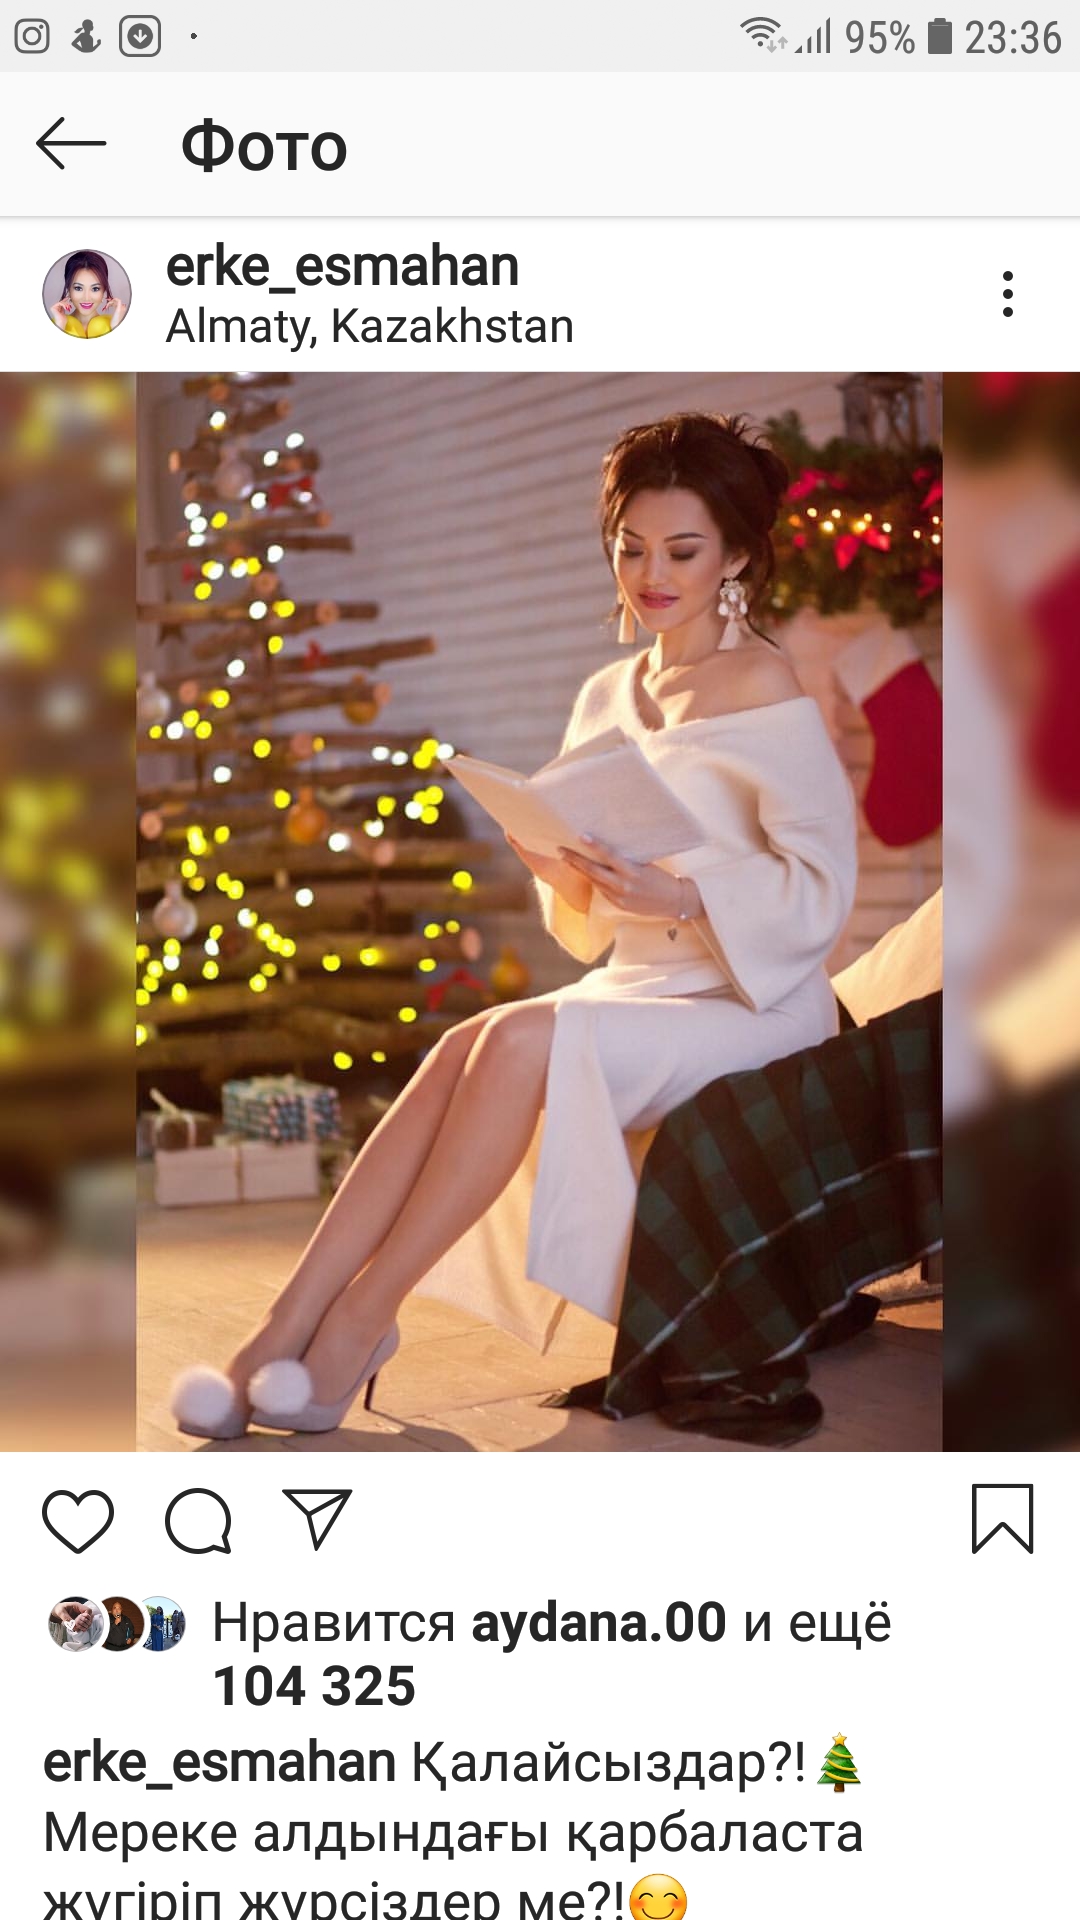 95% 23:36
Фото
erke_esmahan
Almaty, Kazakhstan
Нравится aydana.00 и ещё
104 325
erke_esmahan Қалайсыздар?!🎄
Мереке алдындағы қарбаласта
жүгіріп жүрсіздер ме?!😊